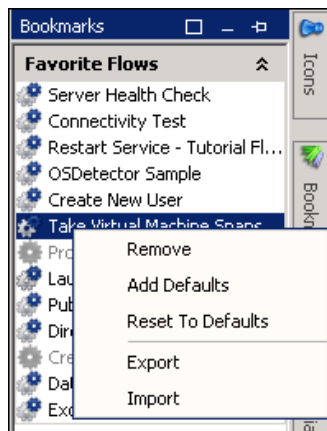 Bookmarks
Icons
Favorite Flows
Server Health Check
Connectivity Test
Restart Service - Tutorial Fl...
OSDetector Sample
Create New User
Take Virtual Machine Snaps
Remove
Add Defaults
Reset To Defaults
Export
Import